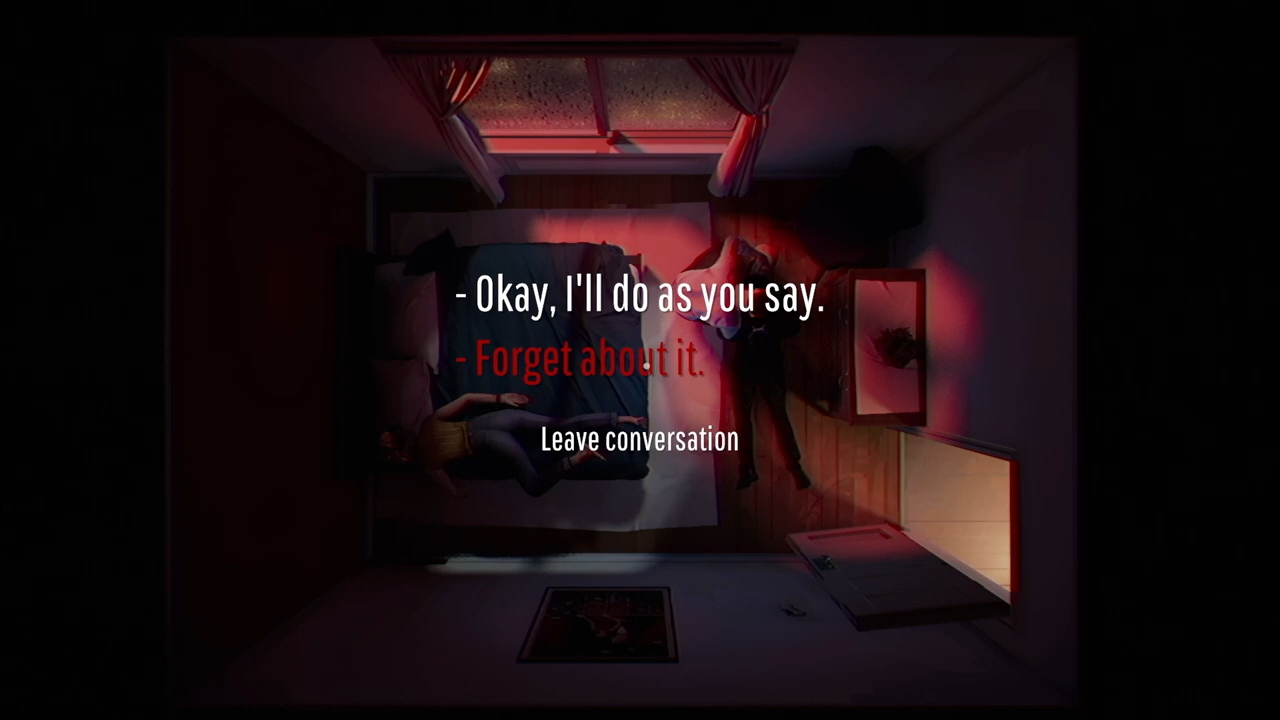 - Okay, I'll do as you say.
- Forget about it.
Leave conversation